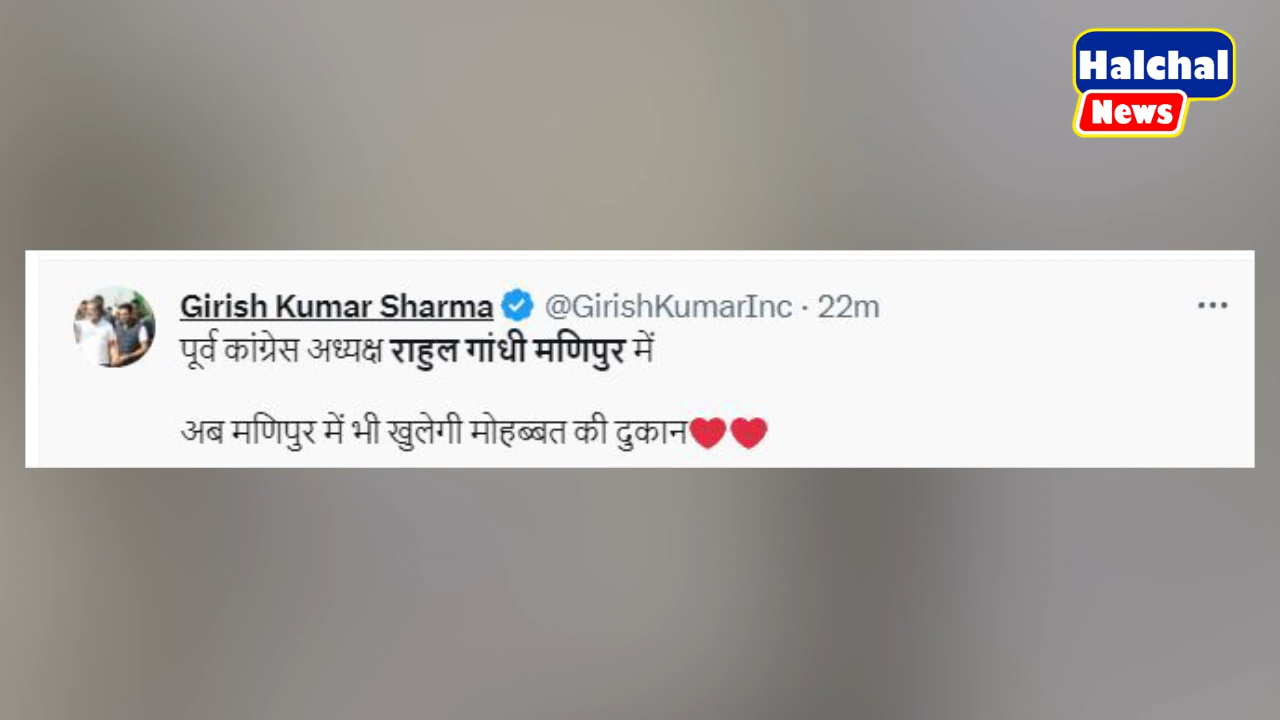 Halchal
News
Girish Kumar Sharma @GirishKumarInc · 22m
पूर्व कांग्रेस अध्यक्ष राहुल गांधी मणिपुर में
अब मणिपुर में भी खुलेगी मोहब्बत की दुकान❤️❤️